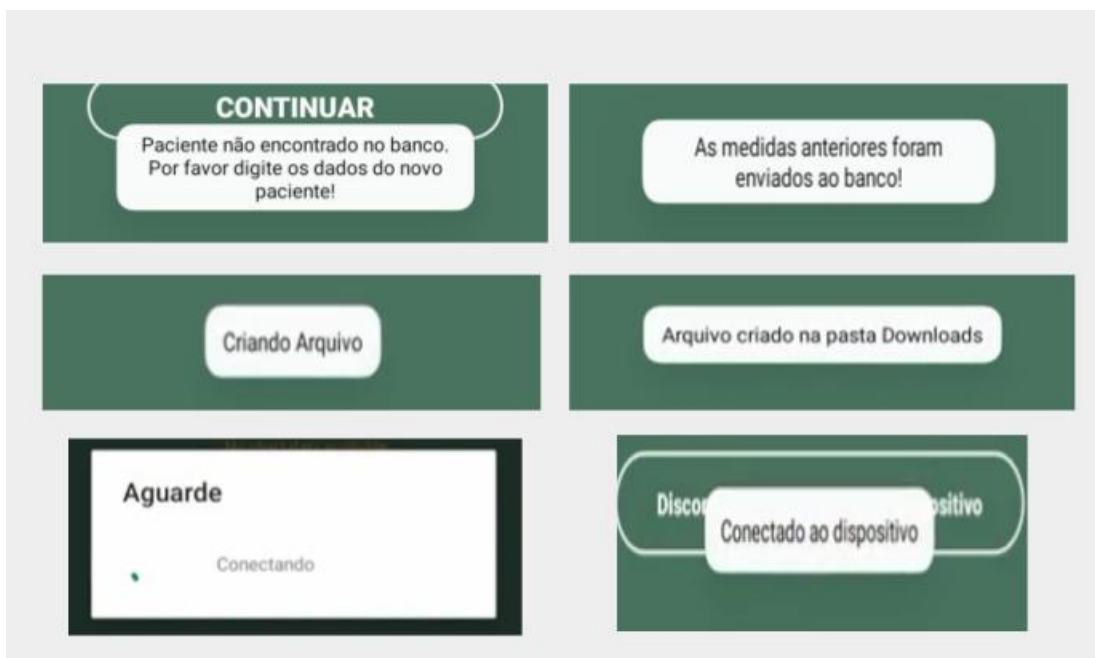 CONTINUAR
Paciente não encontrado no banco.
Por favor digite os dados do novo
paciente!
As medidas anteriores foram
enviados ao banco!
Criando Arquivo
Arquivo criado na pasta Downloads
Aguarde
Conectando
Conectado ao dispositivo